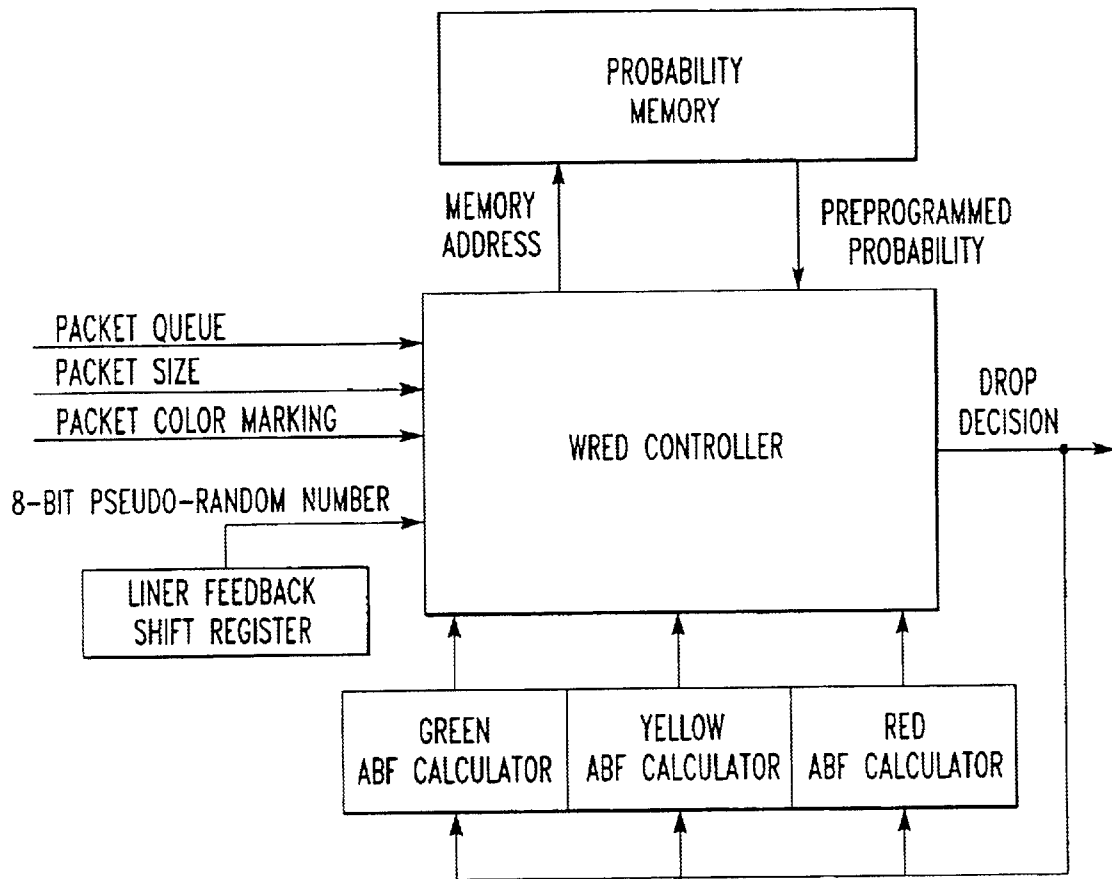 PROBABILITY
MEMORY
MEMORY
ADDRESS
PREPROGRAMMED
PROBABILITY
PACKET QUEUE
PACKET SIZE
PACKET COLOR MARKING
8-BIT PSEUDO-RANDOM NUMBER
LINER FEEDBACK
SHIFT REGISTER
WRED CONTROLLER
DROP
DECISION
GREEN
ABF CALCULATOR
YELLOW
ABF CALCULATOR
RED
ABF CALCULATOR